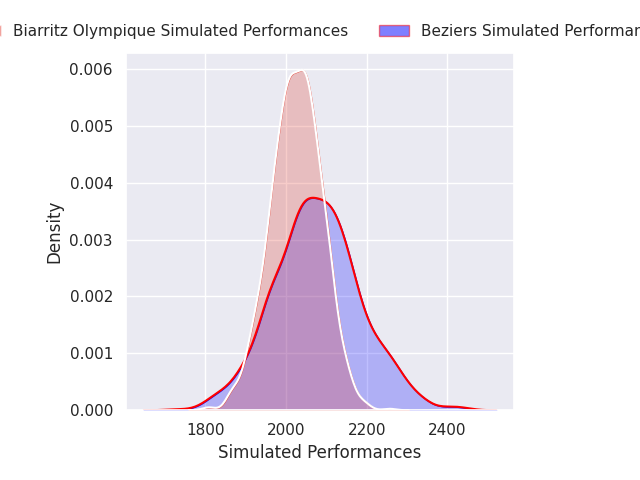 Biarritz Olympique Simulated Performances
Beziers Simulated
0.006
0.005
0.004
0.003
0.002
0.001
0.000
Density
1800 2000 2200 2400
Simulated Performances